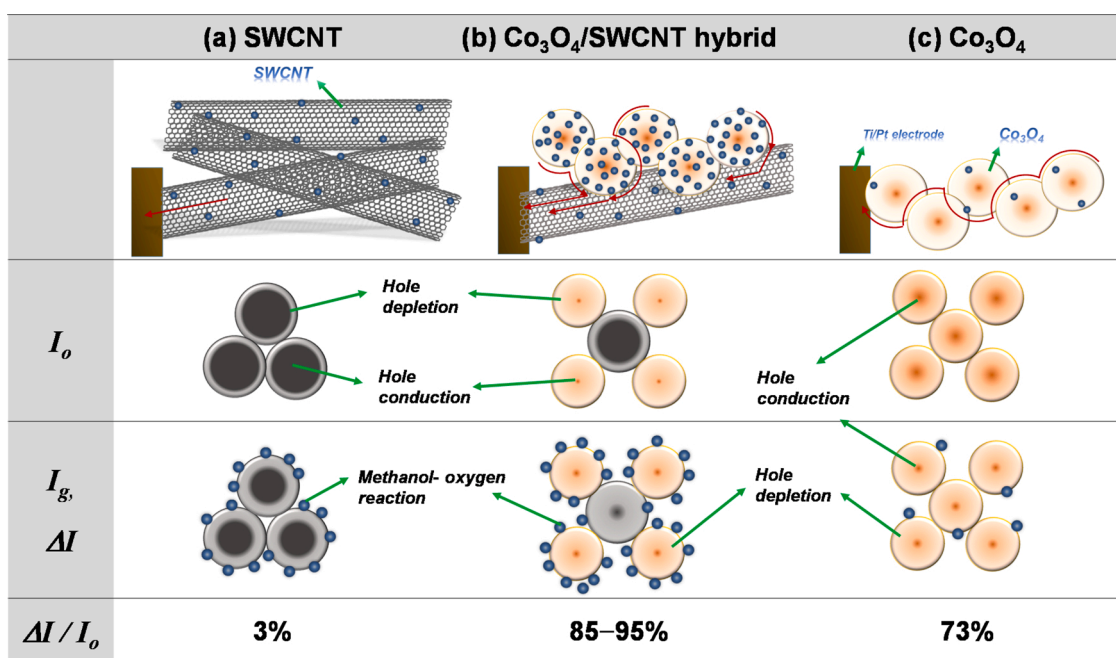 (a) SWCNT
(b) Co₃O₄/SWCNT hybrid
(c) Co₃O₄
SWCNT
Ti/Pt electrode
Co₃O₄
Iₒ
Hole
depletion
Hole
conduction
Hole
conduction
I_g,
ΔI
Methanol- oxygen
reaction
Hole
depletion
ΔI / Iₒ
3%
85–95%
73%